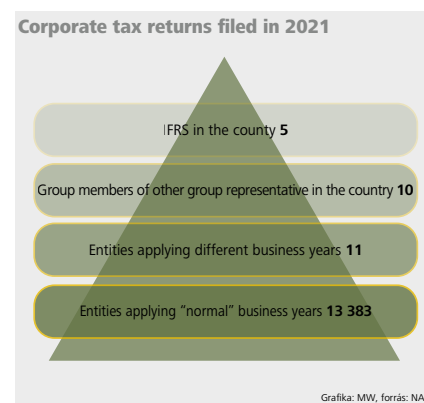 Corporate tax returns filed in 2021
IFRS in the county 5
Group members of other group representative in the country 10
Entities applying different business years 11
Entities applying “normal” business years 13 383
Grafika: MW, forrás: NA